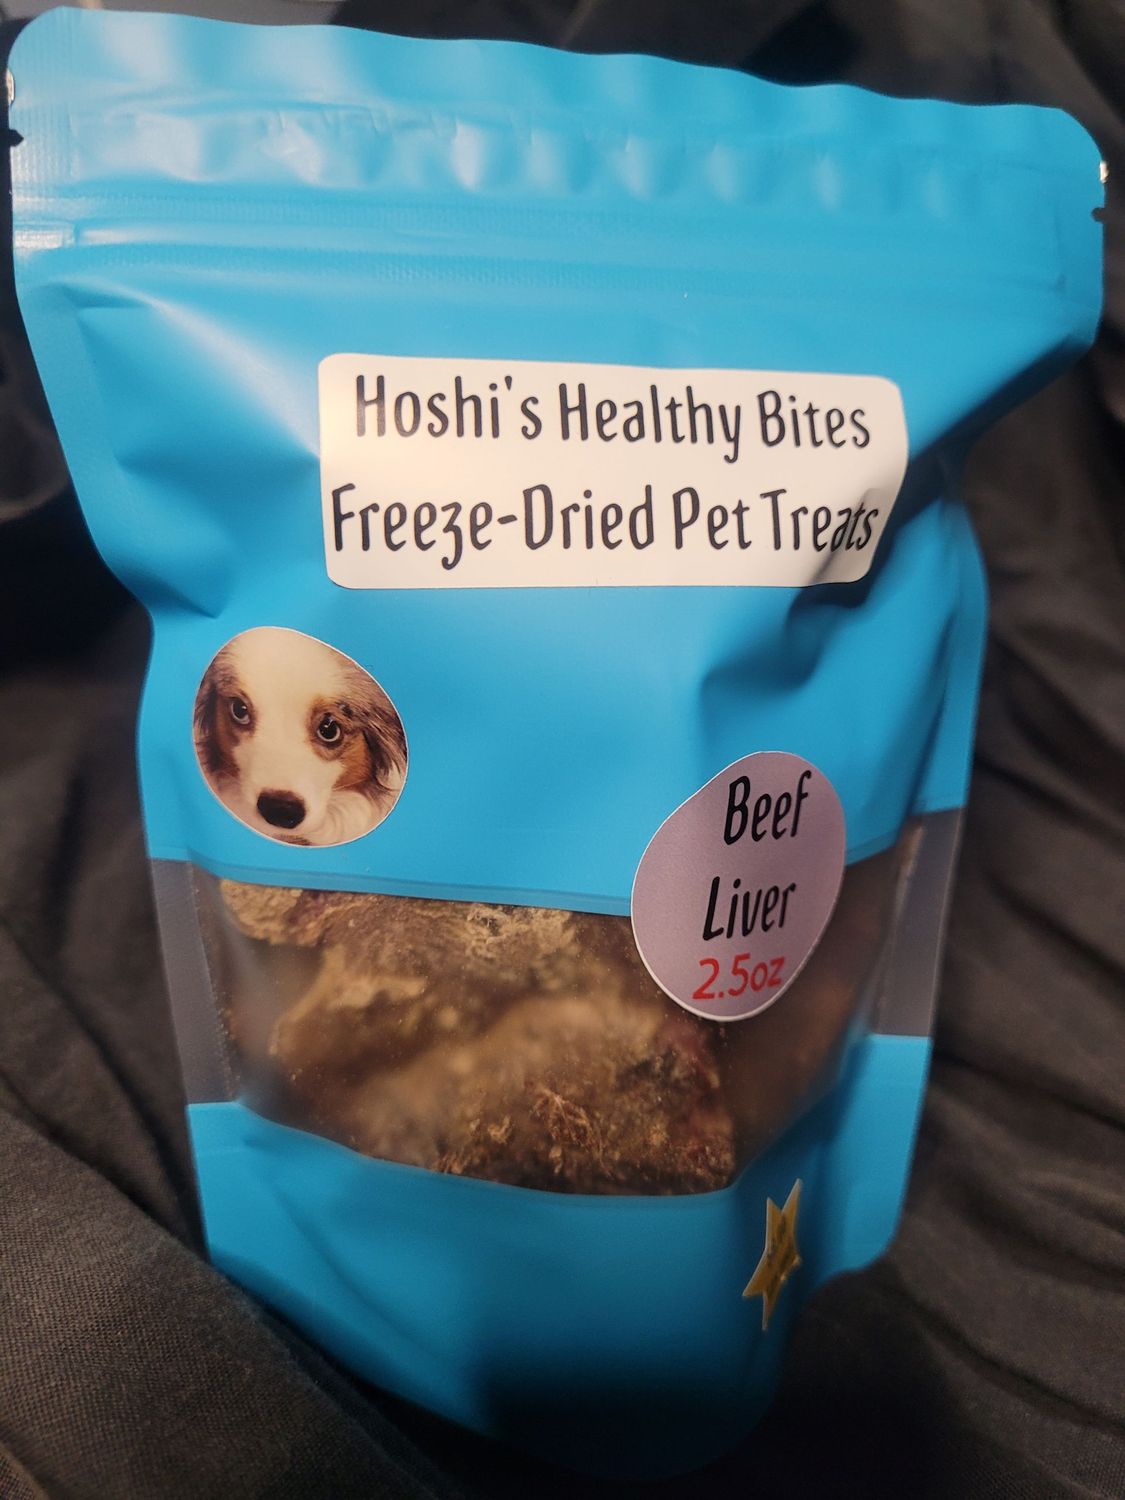 Hoshi's Healthy Bites
Freeze-Dried Pet Treats
Beef
Liver
2.5oz